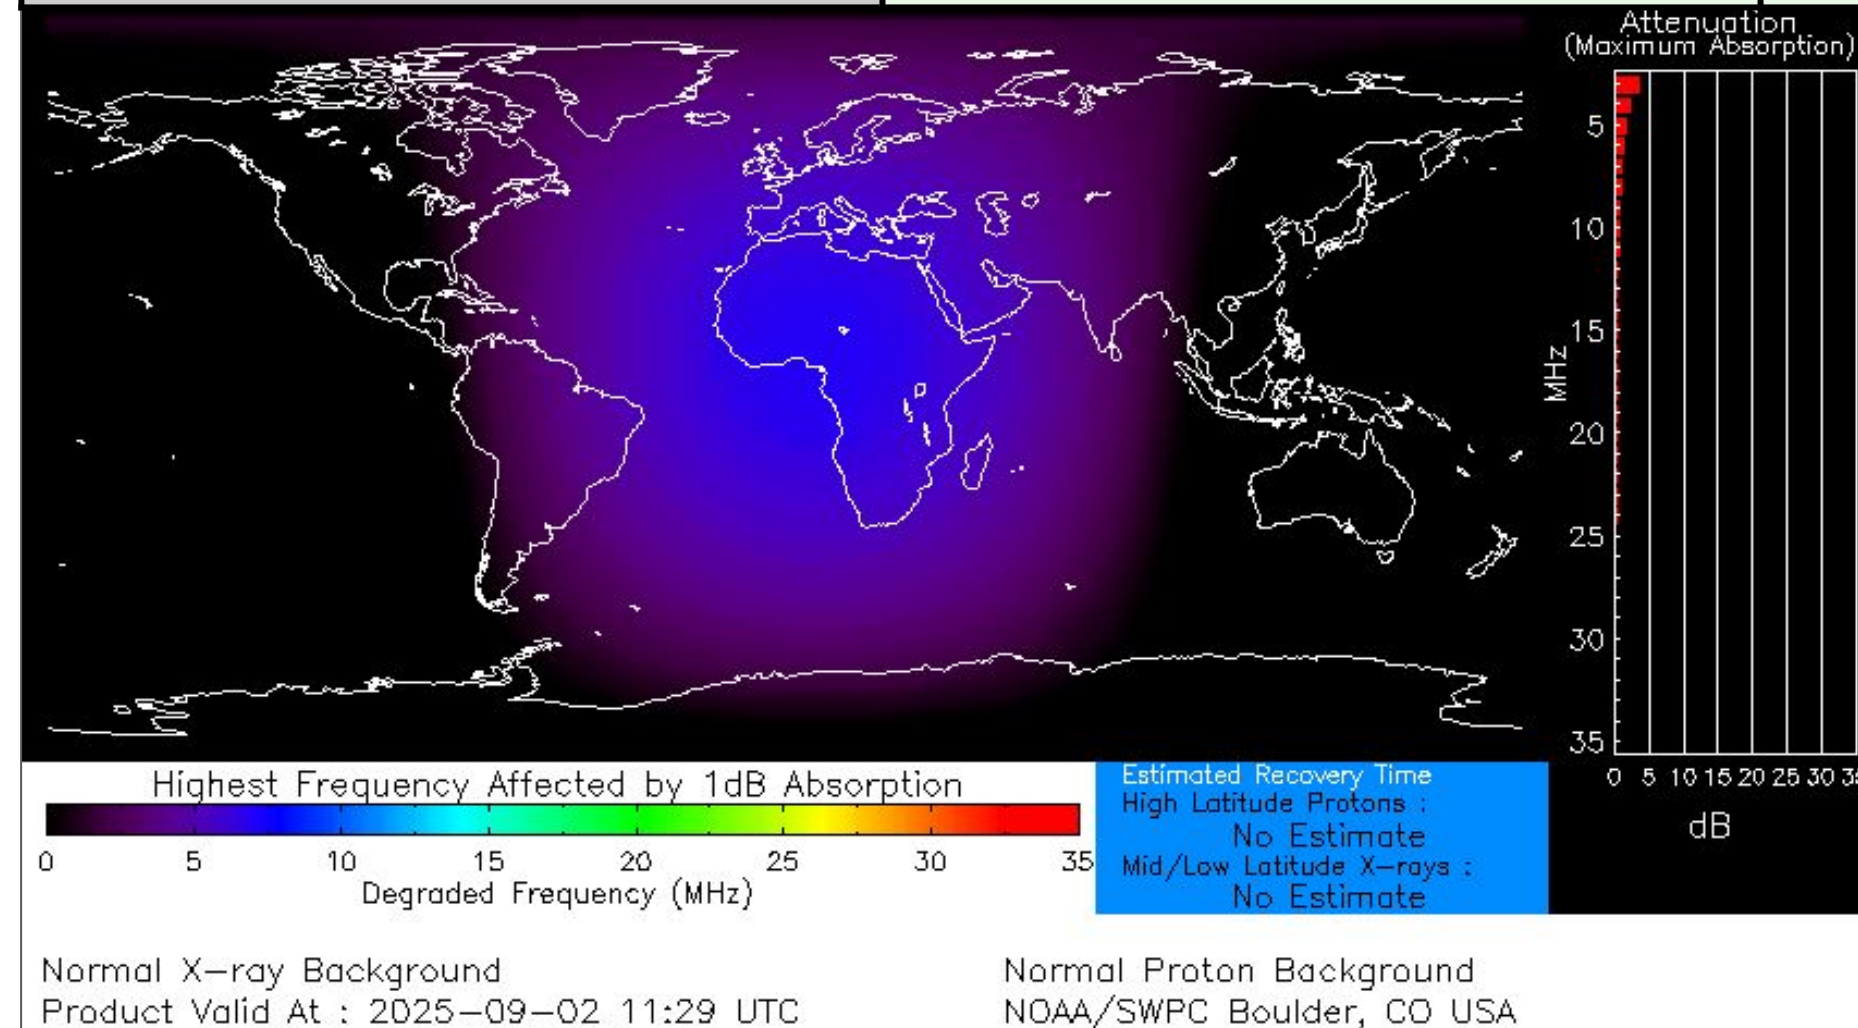 Attenuation
(Maximum Absorption)
5
10
15
20
25
30
35
MHz
0 5 10 15 20 25 30
dB
Highest Frequency Affected by 1dB Absorption
0 5 10 15 20 25 30 35
Degraded Frequency (MHz)
Estimated Recovery Time
High Latitude Protons :
No Estimate
Mid/Low Latitude X-rays :
No Estimate
Normal X-ray Background
Product Valid At : 2025-09-02 11:29 UTC
Normal Proton Background
NOAA/SWPC Boulder, CO USA